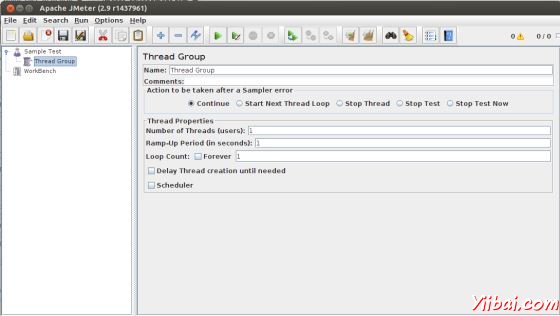 Apache JMeter (2.9 r1437961)
File Edit Search Run Options Help
0 0 / 0
Sample Test
Thread Group
WorkBench
Thread Group
Name: Thread Group
Comments:
Action to be taken after a Sampler error
Continue Start Next Thread Loop Stop Thread Stop Test Stop Test Now
Thread Properties
Number of Threads (users): 1
Ramp-Up Period (in seconds): 1
Loop Count: Forever 1
Delay Thread creation until needed
Scheduler
Yiibai.com